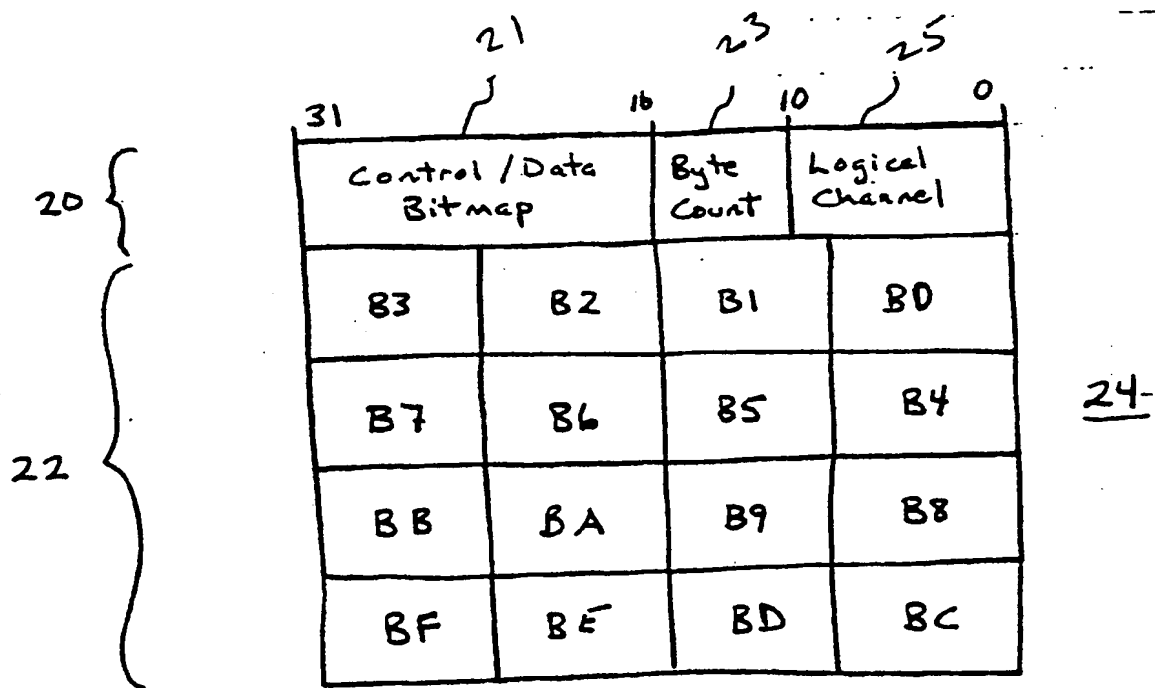 21 23 25
31 16 10 0
20
Control / Data Bitmap
Byte Count
Logical Channel
B3 B2 B1 B0
B7 B6 B5 B4
24
22
BB BA B9 B8
BF BE BD BC